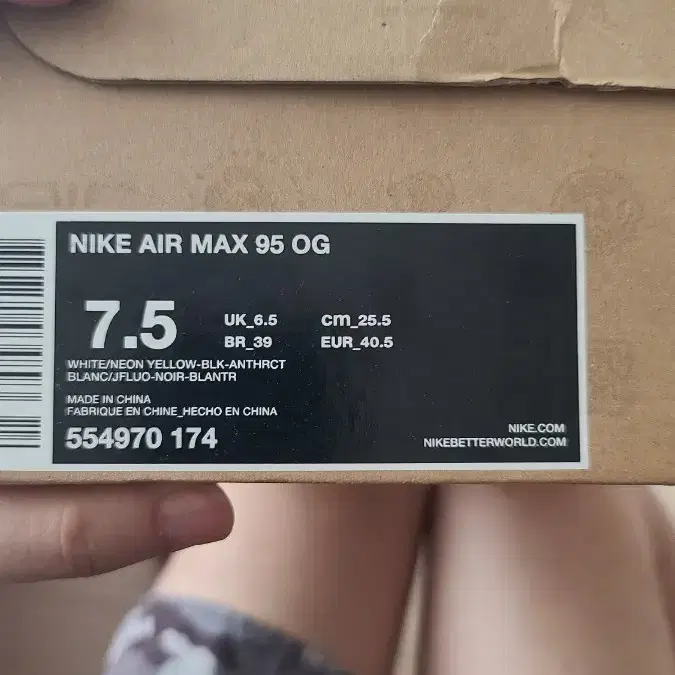 NIKE AIR MAX 95 OG
7.5
UK_6.5 cm_25.5
BR_39 EUR_40.5
WHITE/NEON YELLOW-BLK-ANTHRCT
BLANC/JFLUO-NOIR-BLANTR
MADE IN CHINA
FABRIQUE EN CHINE_HECHO EN CHINA
554970 174
NIKE.COM
NIKEBETTERWORLD.COM